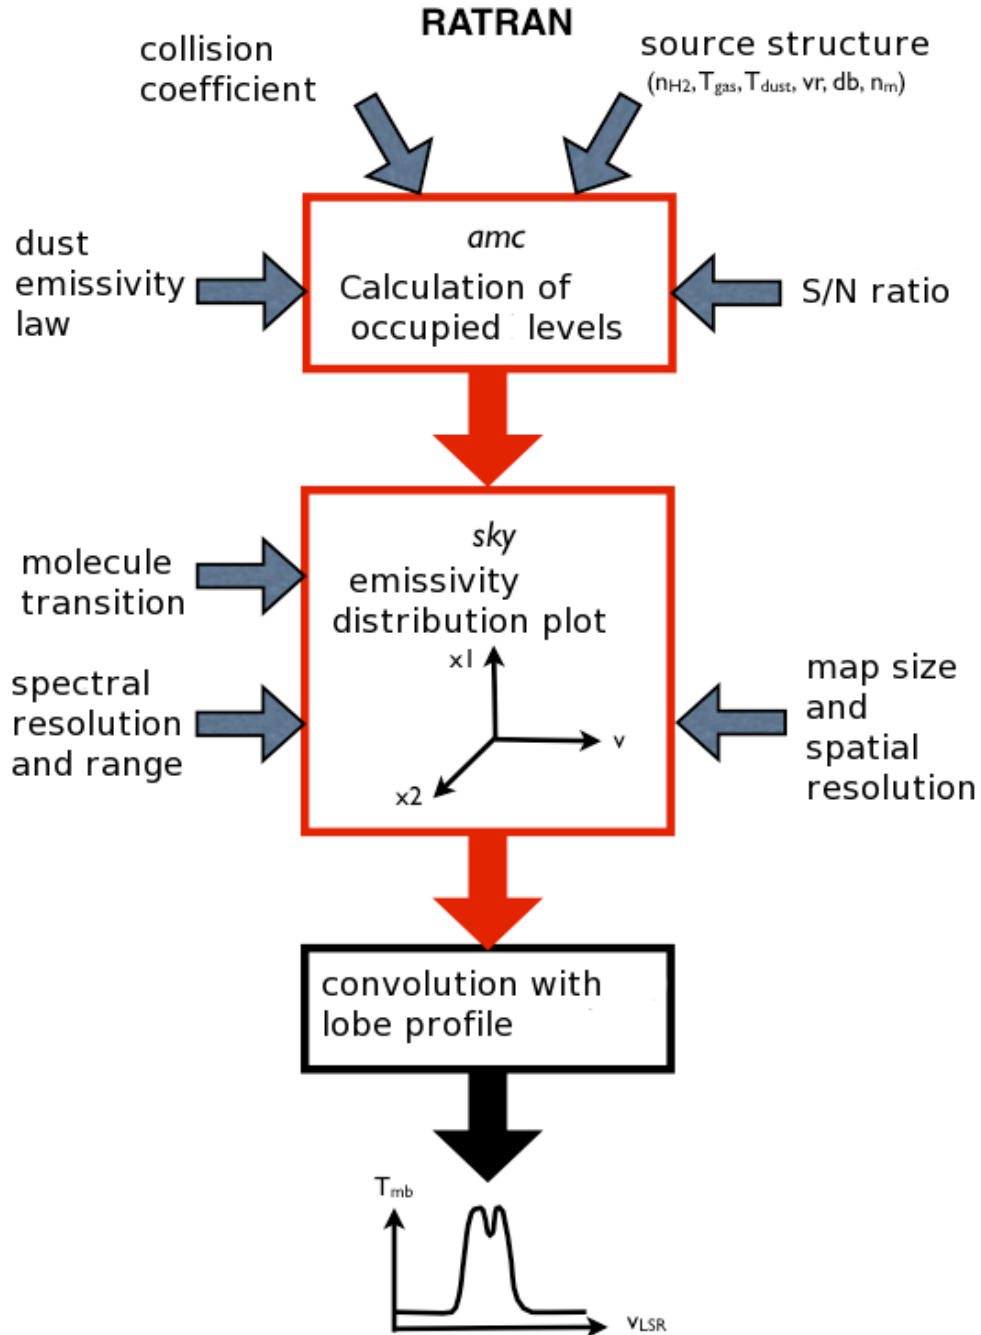 RATRAN
collision
coefficient
source structure
(nH2, Tgas, Tdust, vr, db, nm)
dust
emissivity
law
amc
Calculation of
occupied levels
S/N ratio
molecule
transition
spectral
resolution
and range
sky
emissivity
distribution plot
x1
v
x2
map size
and
spatial
resolution
convolution with
lobe profile
Tmb
vLSR